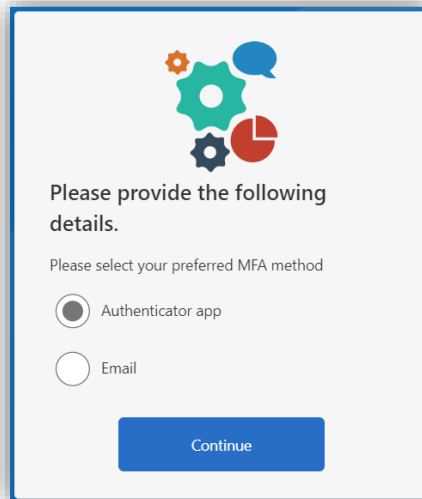 Please provide the following
details.
Please select your preferred MFA method
Authenticator app
Email
Continue